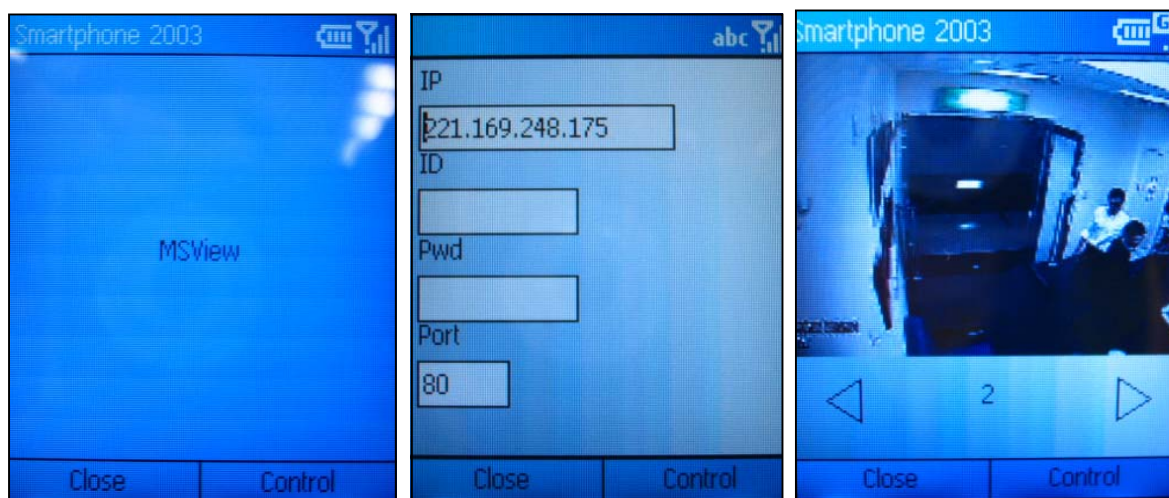 Smartphone 2003
MSView
Close Control
abc
IP
221.169.248.175
ID
Pwd
Port
80
Close Control
Smartphone 2003
G
2
Close Control